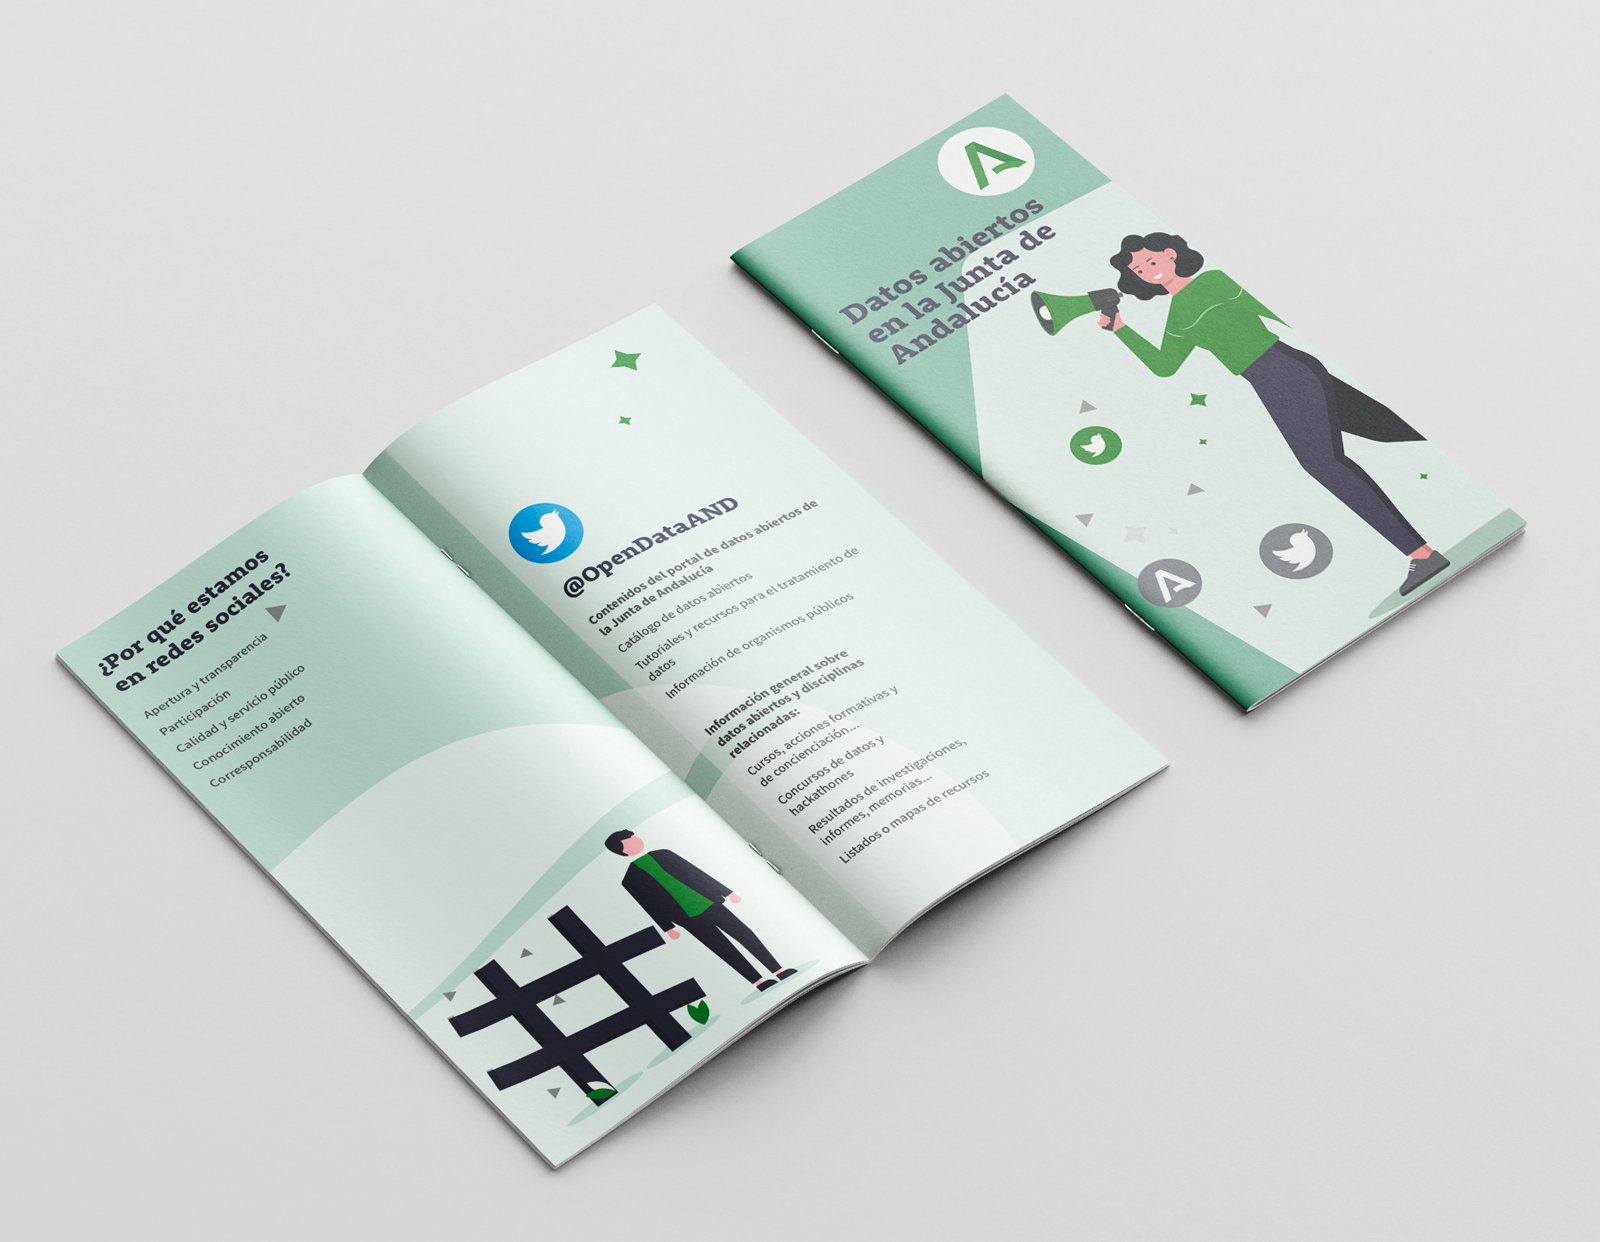 ¿Por qué estamos
en redes sociales?
Apertura y transparencia
Participación
Calidad y servicio público
Conocimiento abierto
Corresponsabilidad
@OpenDataAND
Contenidos del portal de datos abiertos de
la Junta de Andalucía
Catálogo de datos abiertos
Tutoriales y recursos para el tratamiento de
datos
Información de organismos públicos
Información general sobre
datos abiertos y disciplinas
relacionadas:
Cursos, acciones formativas y
de concienciación...
Concursos de datos y
hackathones
Resultados de investigaciones,
informes, memorias...
Listados o mapas de recursos
Datos abiertos
en la Junta de
Andalucía